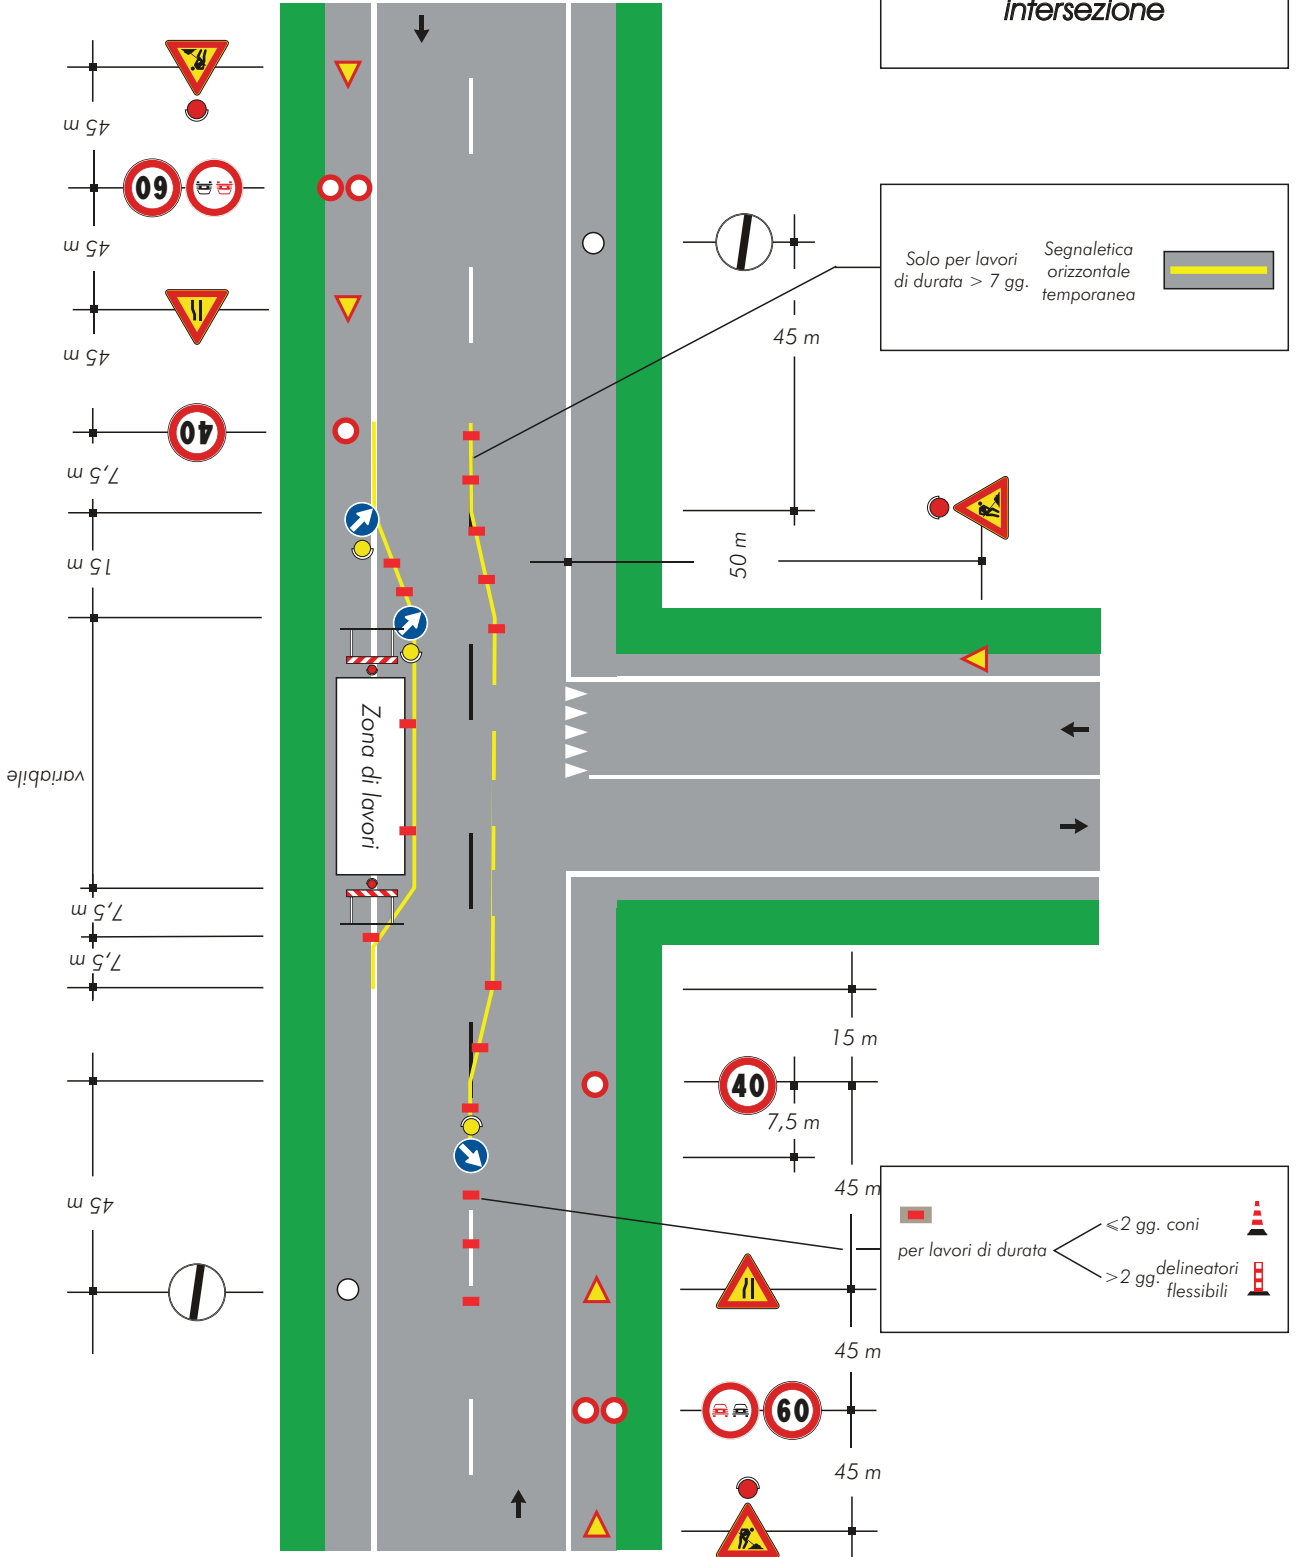 intersezione
45 m
60
45 m
45 m
40
7,5 m
15 m
variabile
7,5 m
7,5 m
45 m
Zona di lavori
45 m
50 m
Solo per lavori
di durata > 7 gg.
Segnaletica
orizzontale
temporanea
15 m
40
7,5 m
45 m
per lavori di durata
≤2 gg. coni
>2 gg. delineatori
flessibili
45 m
60
45 m